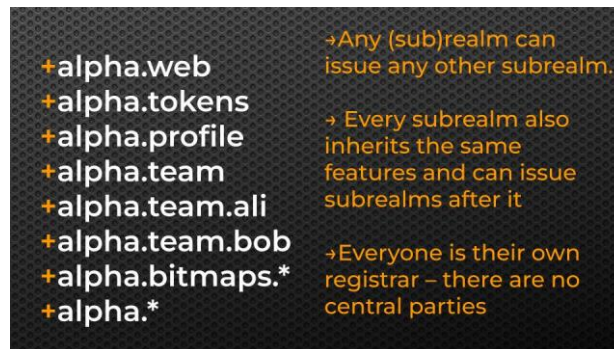 +alpha.web
+alpha.tokens
+alpha.profile
+alpha.team
+alpha.team.ali
+alpha.team.bob
+alpha.bitmaps.*
+alpha.*
→Any (sub)realm can
issue any other subrealm.
→ Every subrealm also
inherits the same
features and can issue
subrealms after it
→Everyone is their own
registrar – there are no
central parties